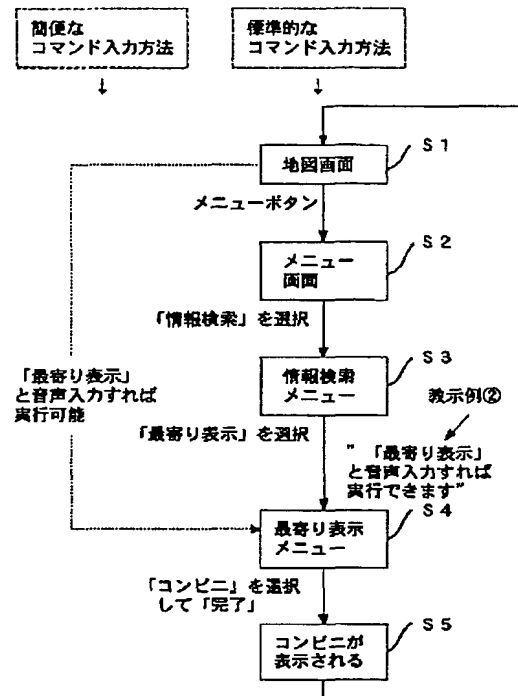 簡便な
コマンド入力方法
標準的な
コマンド入力方法
S1
地図画面
メニューボタン
S2
メニュー
画面
「情報検索」を選択
S3
情報検索
メニュー
「最寄り表示」
と音声入力すれば
実行可能
教示例②
「最寄り表示」を選択
" 「最寄り表示」
と音声入力すれば
実行できます"
S4
最寄り表示
メニュー
「コンビニ」を選択
して「完了」
S5
コンビニが
表示される